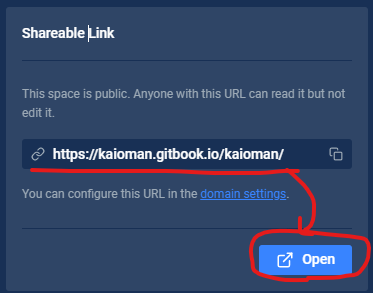 Shareable Link
This space is public. Anyone with this URL can read it but not
edit it.
https://kaioman.gitbook.io/kaioman/
You can configure this URL in the domain settings.
Open